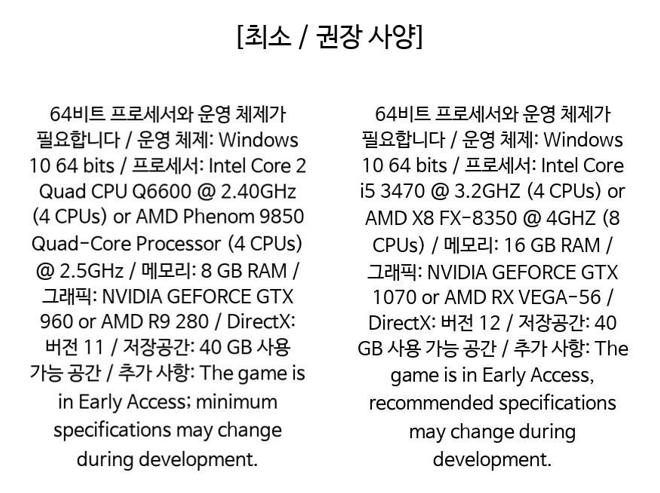 [최소 / 권장 사양]
64비트 프로세서와 운영 체제가
필요합니다 / 운영 체제: Windows
10 64 bits / 프로세서: Intel Core 2
Quad CPU Q6600 @ 2.40GHz
(4 CPUs) or AMD Phenom 9850
Quad-Core Processor (4 CPUs)
@ 2.5GHz / 메모리: 8 GB RAM /
그래픽: NVIDIA GEFORCE GTX
960 or AMD R9 280 / DirectX:
버전 11 / 저장공간: 40 GB 사용
가능 공간 / 추가 사항: The game is
in Early Access; minimum
specifications may change
during development.
64비트 프로세서와 운영 체제가
필요합니다 / 운영 체제: Windows
10 64 bits / 프로세서: Intel Core
i5 3470 @ 3.2GHZ (4 CPUs) or
AMD X8 FX-8350 @ 4GHZ (8
CPUs) / 메모리: 16 GB RAM /
그래픽: NVIDIA GEFORCE GTX
1070 or AMD RX VEGA-56 /
DirectX: 버전 12 / 저장공간: 40
GB 사용 가능 공간 / 추가 사항: The
game is in Early Access,
recommended specifications
may change during
development.